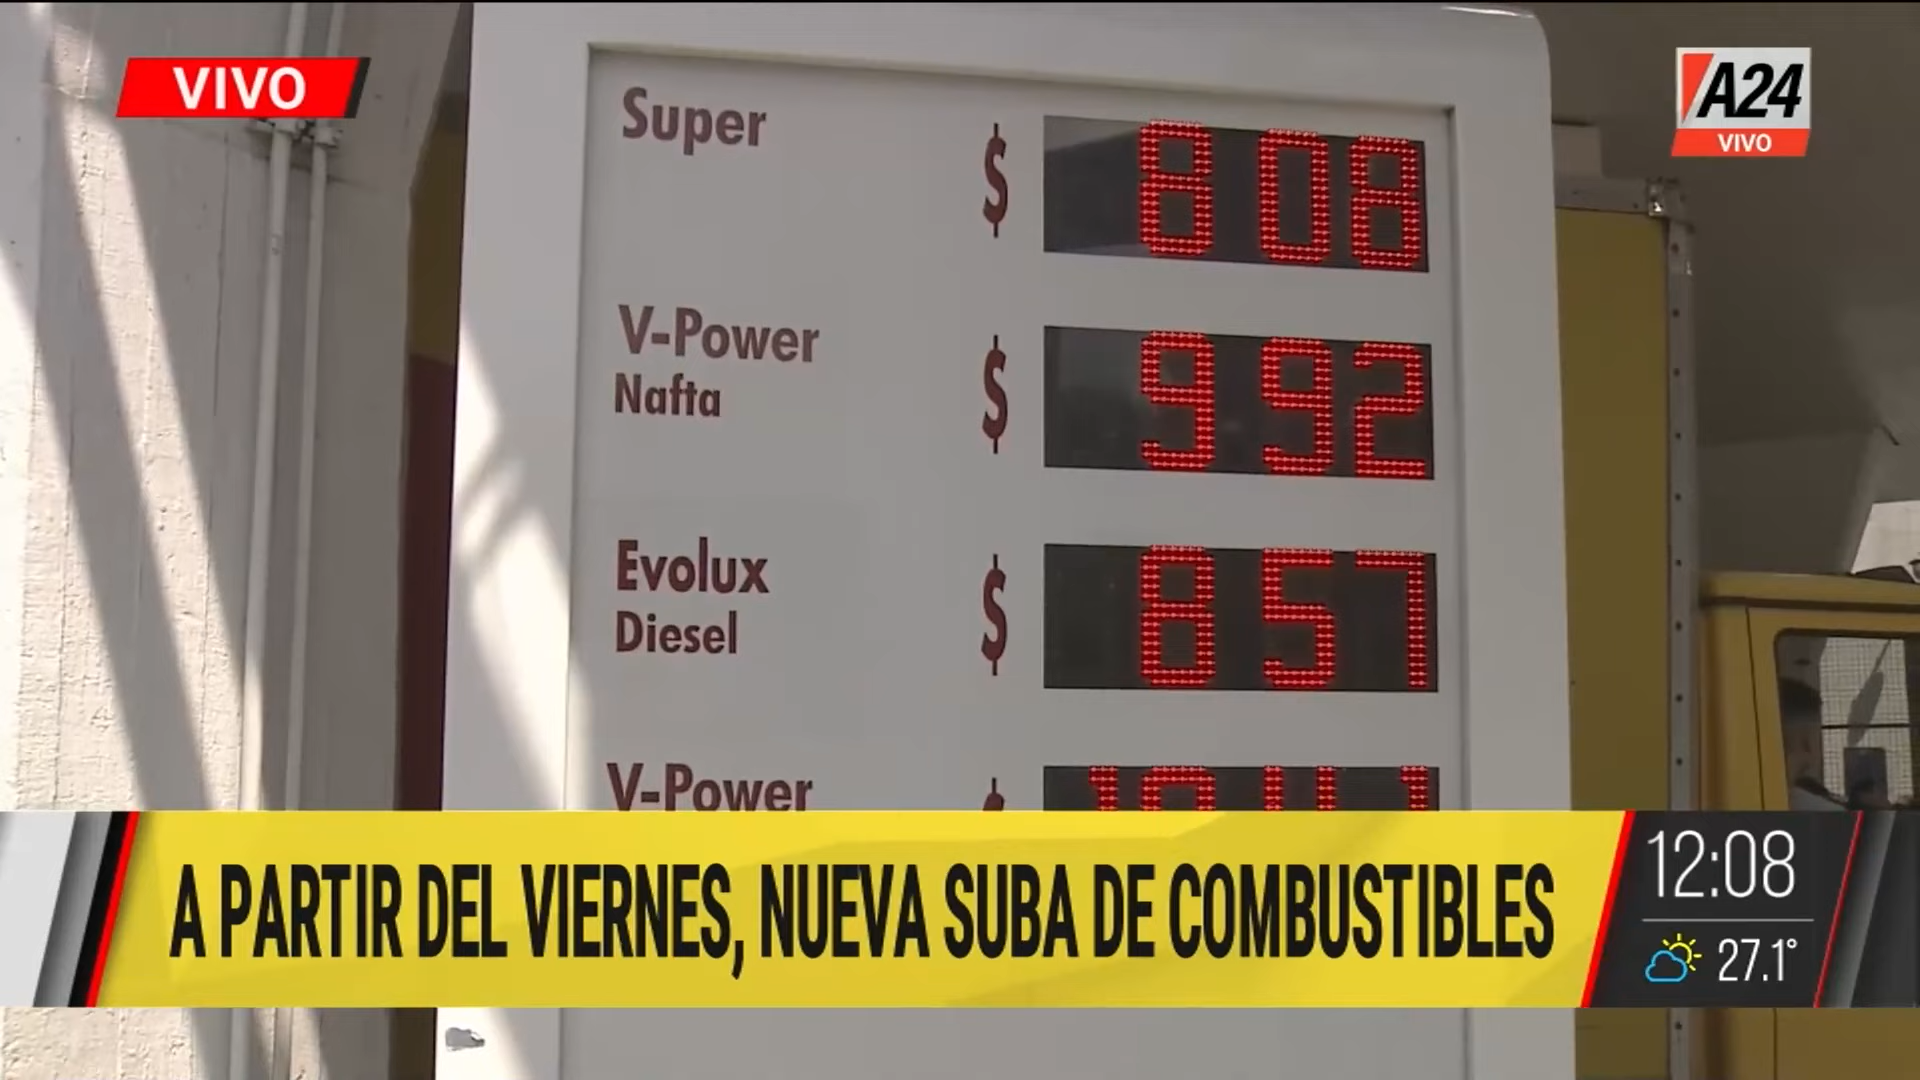 VIVO
A24
VIVO
Super $ 808
V-Power
Nafta $ 992
Evolux
Diesel $ 857
V-Power $
A PARTIR DEL VIERNES, NUEVA SUBA DE COMBUSTIBLES
12:08
27.1°